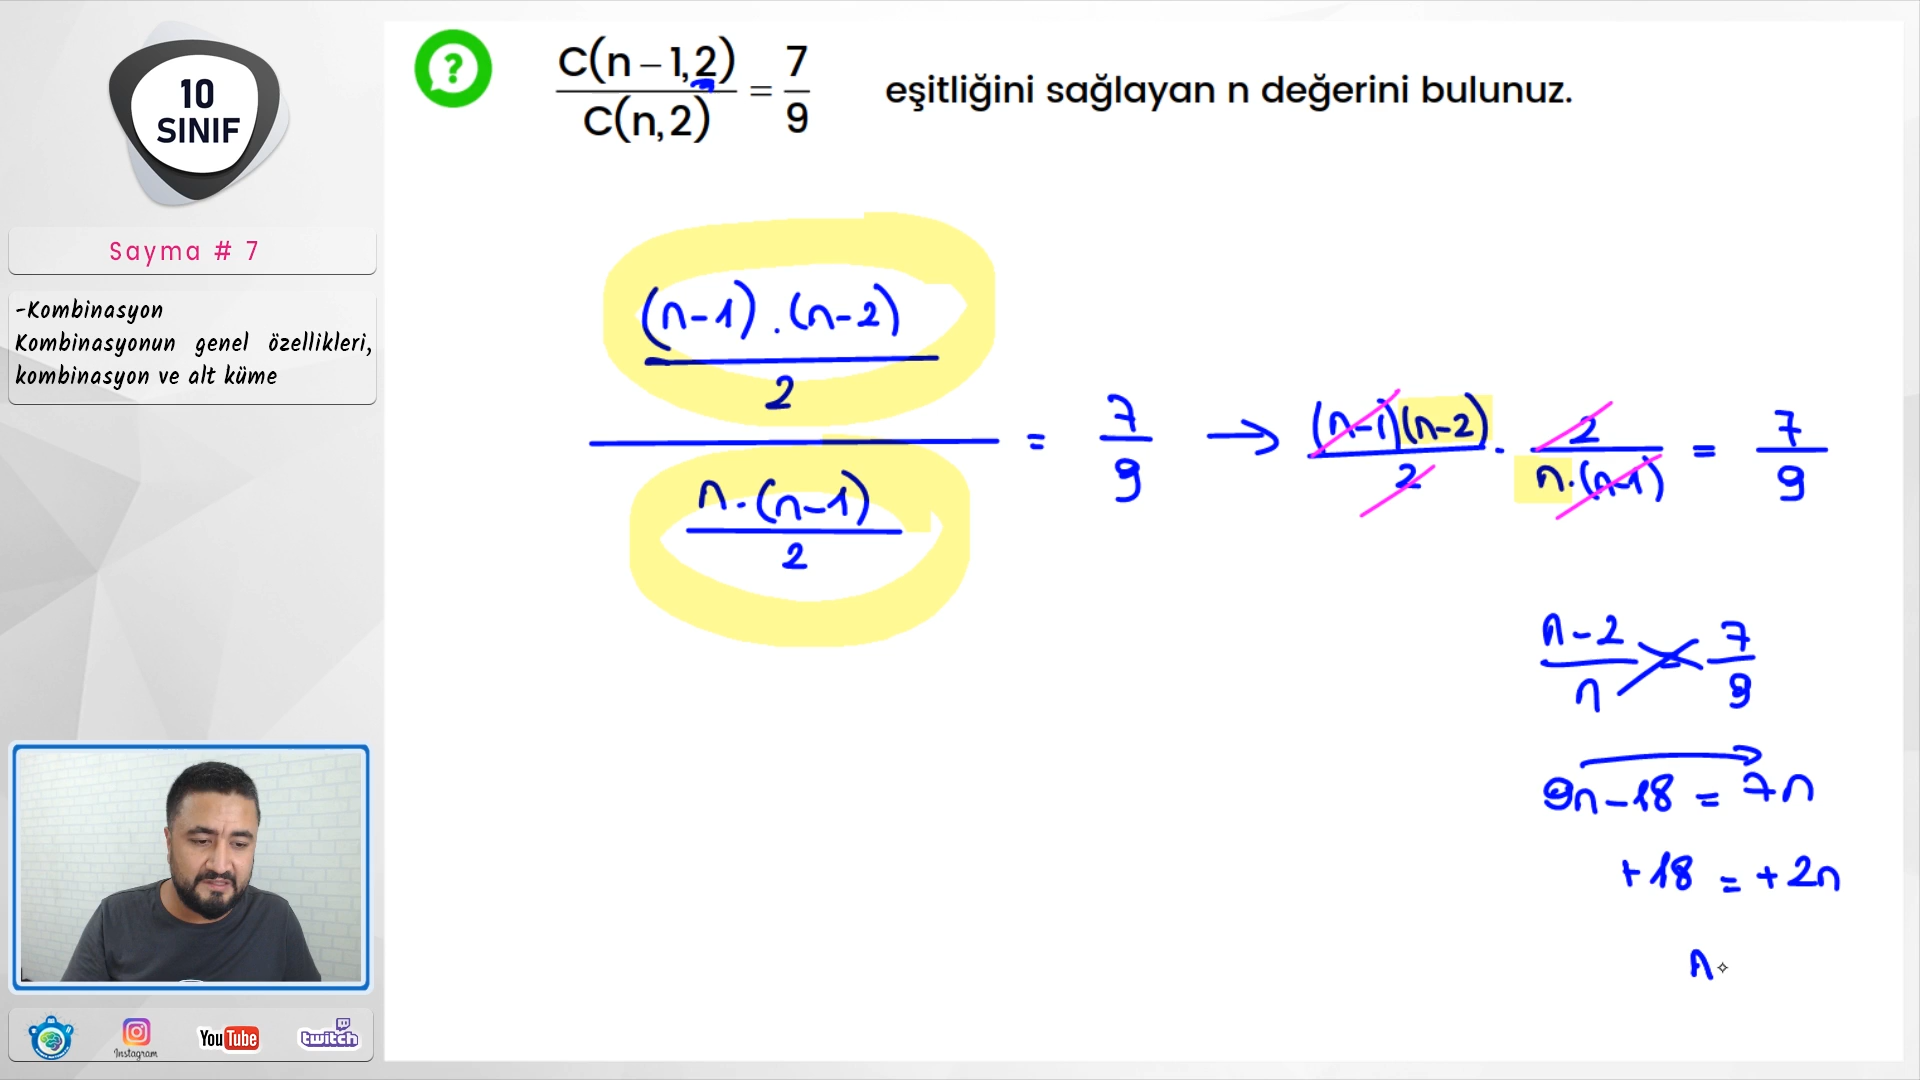 10
SINIF
Sayma # 7
-Kombinasyon
Kombinasyonun genel özellikleri,
kombinasyon ve alt küme
Instagram
YouTube
twitch
?
C(n-1,2)/C(n,2) = 7/9 eşitliğini sağlayan n değerini bulunuz.
((n-1).(n-2)/2)/(n.(n-1)/2) = 7/9 → (n-1)(n-2)/2 . 2/n.(n-1) = 7/9
n-2/n = 7/9
9n-18 = 7n
+18 = +2n
n